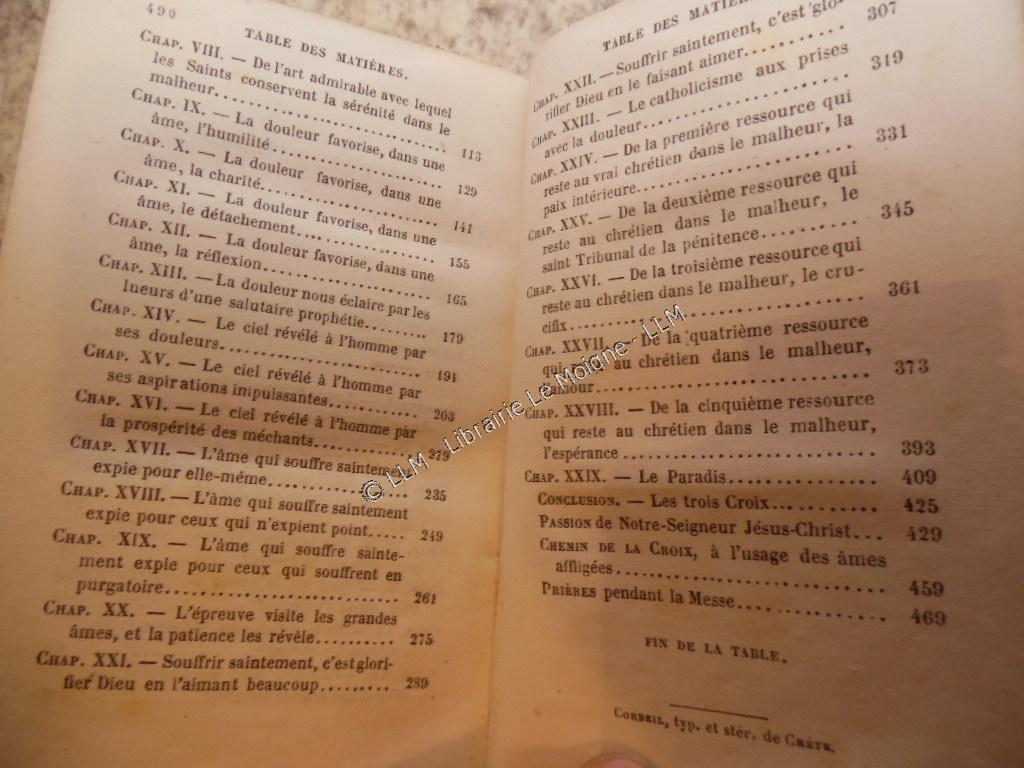 490
TABLE DES MATIÈRES.
CHAP. VIII. — De l'art admirable avec lequel
les Saints conservent la sérénité dans le
malheur.................... 113
CHAP. IX. — La douleur favorise, dans une
âme, l'humilité.................... 129
CHAP. X. — La douleur favorise, dans une
âme, la charité.................... 141
CHAP. XI. — La douleur favorise, dans une
âme, le détachement.................... 155
CHAP. XII. — La douleur favorise, dans une
âme, la réflexion.................... 165
CHAP. XIII. — La douleur nous éclaire par les
lueurs d'une salutaire prophétie......... 179
CHAP. XIV. — Le ciel révélé à l'homme par
ses douleurs.................... 191
CHAP. XV. — Le ciel révélé à l'homme par
ses aspirations impuissantes............ 203
CHAP. XVI. — Le ciel révélé à l'homme par
la prospérité des méchants............ 219
CHAP. XVII. — L'âme qui souffre saintement
expie pour elle-même.................... 235
CHAP. XVIII. — L'âme qui souffre saintement
expie pour ceux qui n'expient point..... 249
CHAP. XIX. — L'âme qui souffre sainte-
ment expie pour ceux qui souffrent en
purgatoire.................... 261
CHAP. XX. — L'épreuve visite les grandes
âmes, et la patience les révèle......... 275
CHAP. XXI. — Souffrir saintement, c'est glori-
fier Dieu en l'aimant beaucoup......... 289
TABLE DES MATIÈRES
CHAP. XXII. — Souffrir saintement, c'est glo-
rifier Dieu en le faisant aimer.......... 307
CHAP. XXIII. — Le catholicisme aux prises
avec la douleur.................... 319
CHAP. XXIV. — De la première ressource qui
reste au vrai chrétien dans le malheur, la
paix intérieure.................... 331
CHAP. XXV. — De la deuxième ressource qui
reste au chrétien dans le malheur, le
saint Tribunal de la pénitence.......... 345
CHAP. XXVI. — De la troisième ressource qui
reste au chrétien dans le malheur, le cru-
cifix.................... 361
CHAP. XXVII. — De la quatrième ressource
qui reste au chrétien dans le malheur,
l'amour.................... 373
CHAP. XXVIII. — De la cinquième ressource
qui reste au chrétien dans le malheur,
l'espérance.................... 393
CHAP. XXIX. — Le Paradis............ 409
CONCLUSION. — Les trois Croix.......... 425
PASSION de Notre-Seigneur Jésus-Christ... 429
CHEMIN DE LA CROIX, à l'usage des âmes
affligées.................... 459
PRIÈRES pendant la Messe............ 469
FIN DE LA TABLE.
CORBEIL, typ. et stér. de CRÉTÉ.
© LLM - Librairie Le Moigne - LLM